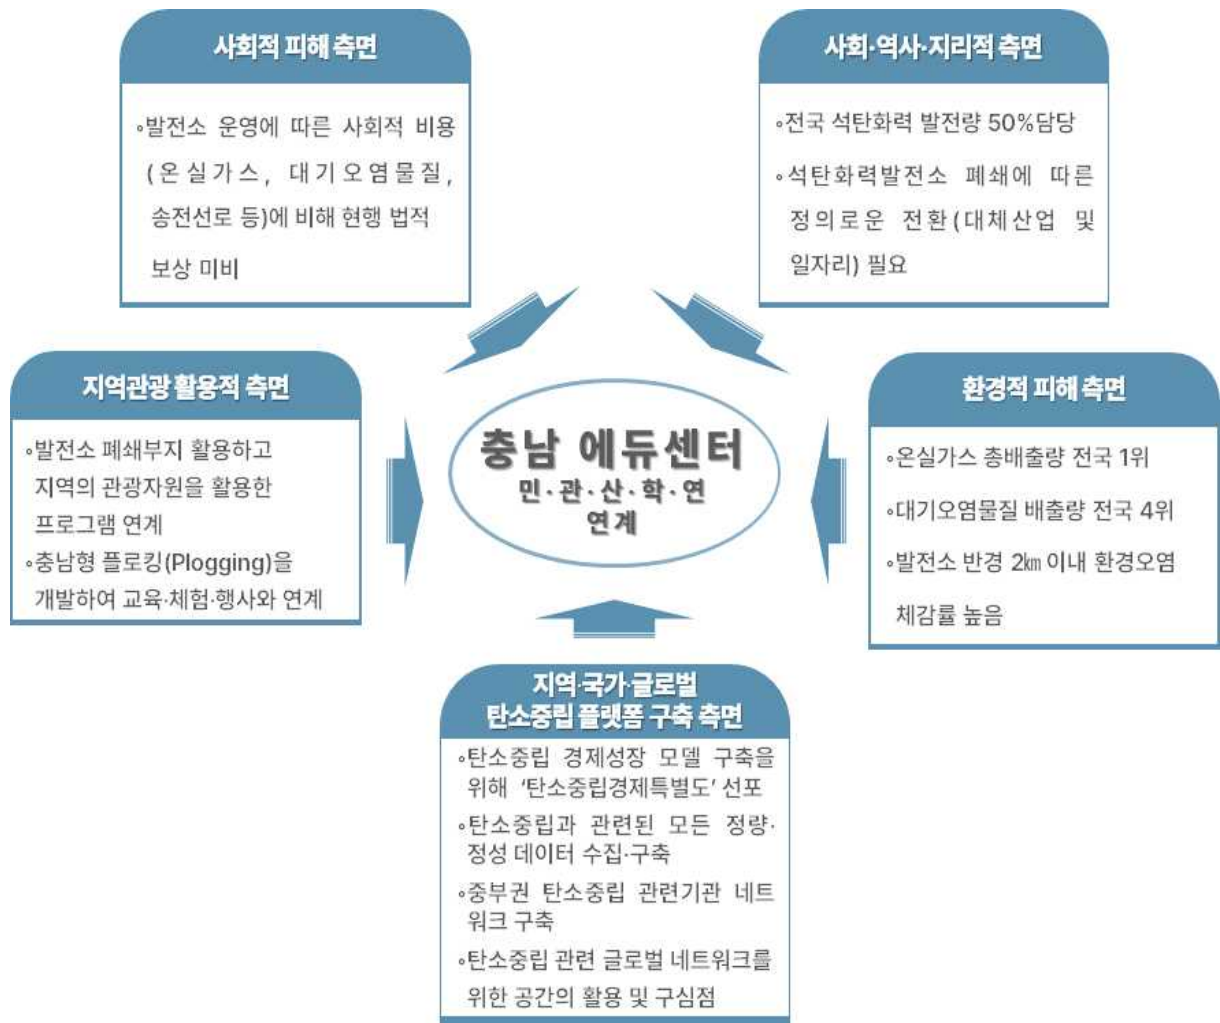 사회적 피해 측면
◦발전소 운영에 따른 사회적 비용
(온실가스, 대기오염물질,
송전선로 등)에 비해 현행 법적
보상 미비
사회·역사·지리적 측면
◦전국 석탄화력 발전량 50%담당
◦석탄화력발전소 폐쇄에 따른
정의로운 전환(대체산업 및
일자리) 필요
지역관광 활용적 측면
◦발전소 폐쇄부지 활용하고
지역의 관광자원을 활용한
프로그램 연계
◦충남형 플로킹(Plogging)을
개발하여 교육·체험·행사와 연계
충남 에듀센터
민·관·산·학·연
연계
환경적 피해 측면
◦온실가스 총배출량 전국 1위
◦대기오염물질 배출량 전국 4위
◦발전소 반경 2㎞ 이내 환경오염
체감률 높음
지역·국가·글로벌
탄소중립 플랫폼 구축 측면
◦탄소중립 경제성장 모델 구축을
위해 ‘탄소중립경제특별도’ 선포
◦탄소중립과 관련된 모든 정량·
정성 데이터 수집·구축
◦중부권 탄소중립 관련기관 네트
워크 구축
◦탄소중립 관련 글로벌 네트워크를
위한 공간의 활용 및 구심점